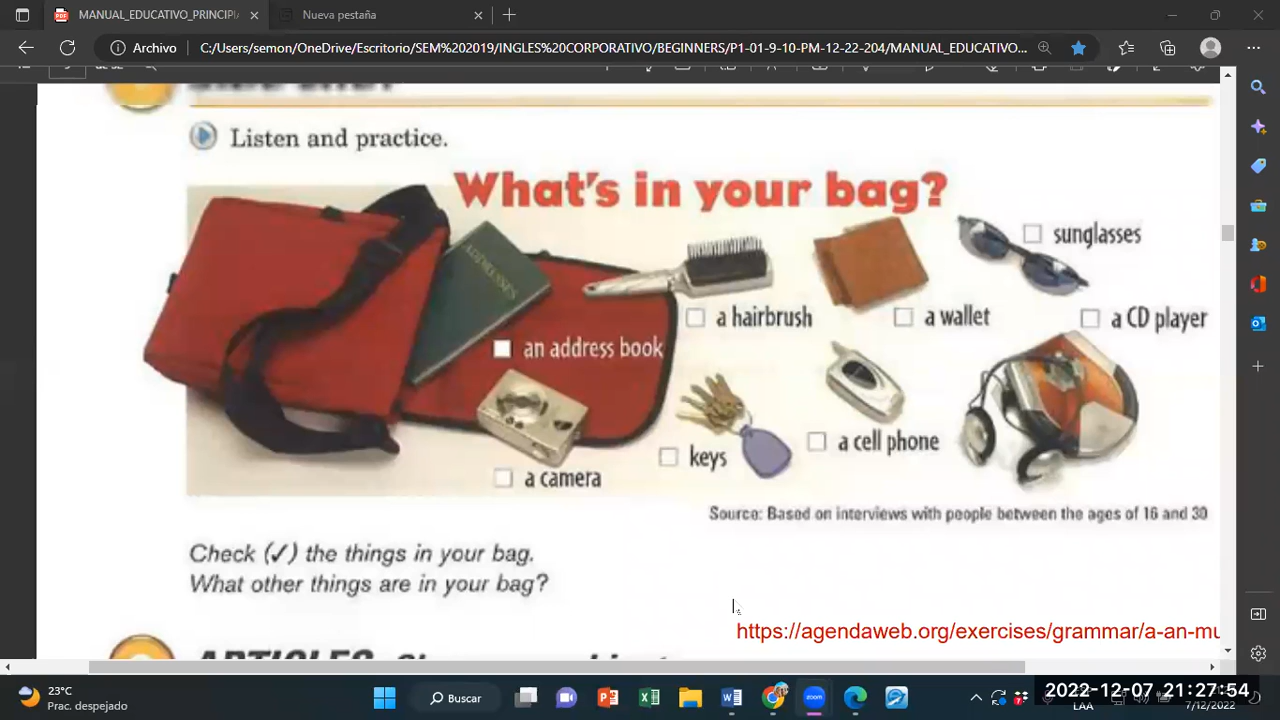 MANUAL_EDUCATIVO_PRINCIPI
Nueva pestaña
Archivo
C:/Users/semon/OneDrive/Escritorio/SEM%202019/INGLES%20CORPORATIVO/BEGINNERS/P1-01-9-10-PM-12-22-204/MANUAL_EDUCATIVO...
Listen and practice.
What's in your bag?
ADDRESSES
sunglasses
a hairbrush
a wallet
a CD player
an address book
a cell phone
keys
a camera
Source: Based on interviews with people between the ages of 16 and 30
Check (✓) the things in your bag.
What other things are in your bag?
https://agendaweb.org/exercises/grammar/a-an-mu
23°C
Prac. despejado
Buscar
2022-12-07 21:27:54
LAA
7/12/2022